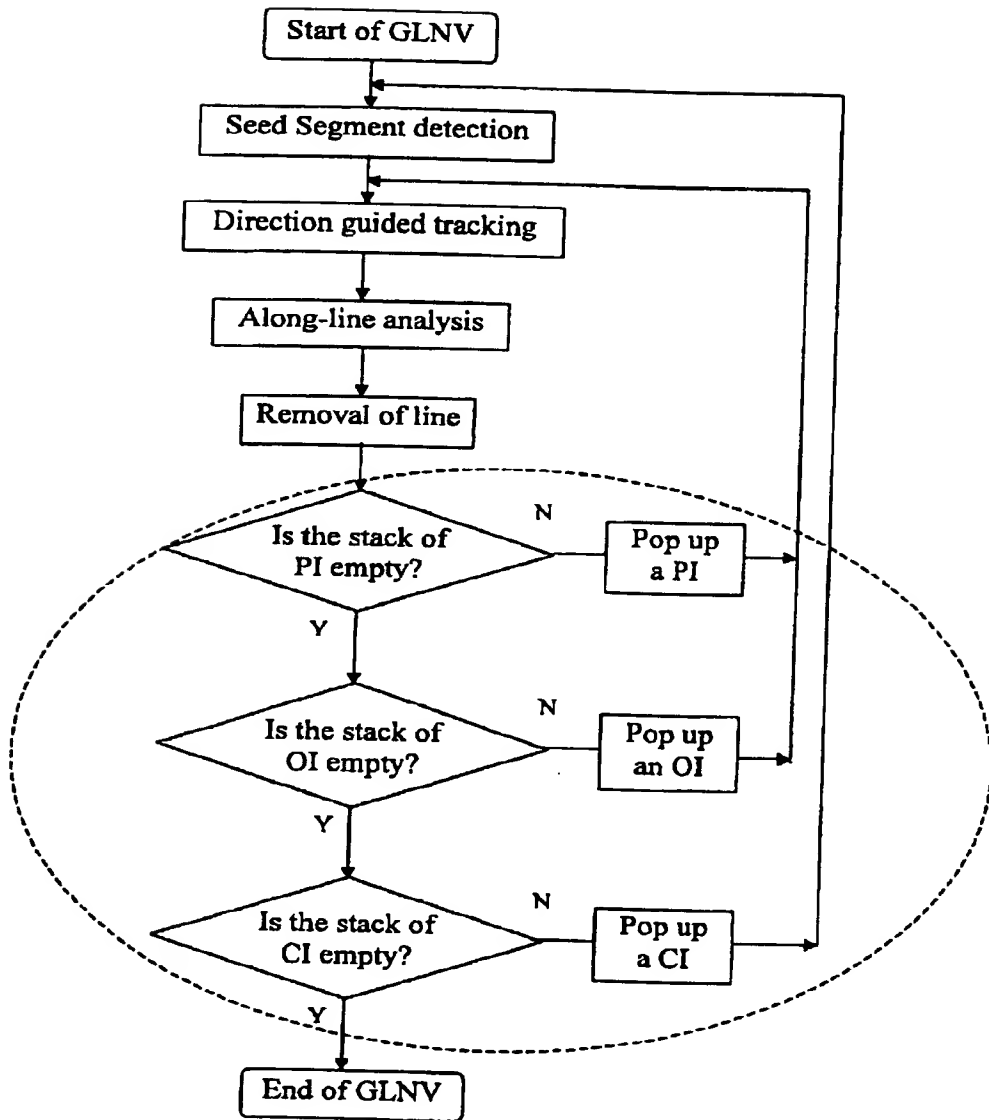 Start of GLNV
Seed Segment detection
Direction guided tracking
Along-line analysis
Removal of line
Is the stack of
PI empty?
N
Pop up
a PI
Y
Is the stack of
OI empty?
N
Pop up
an OI
Y
Is the stack of
CI empty?
N
Pop up
a CI
Y
End of GLNV